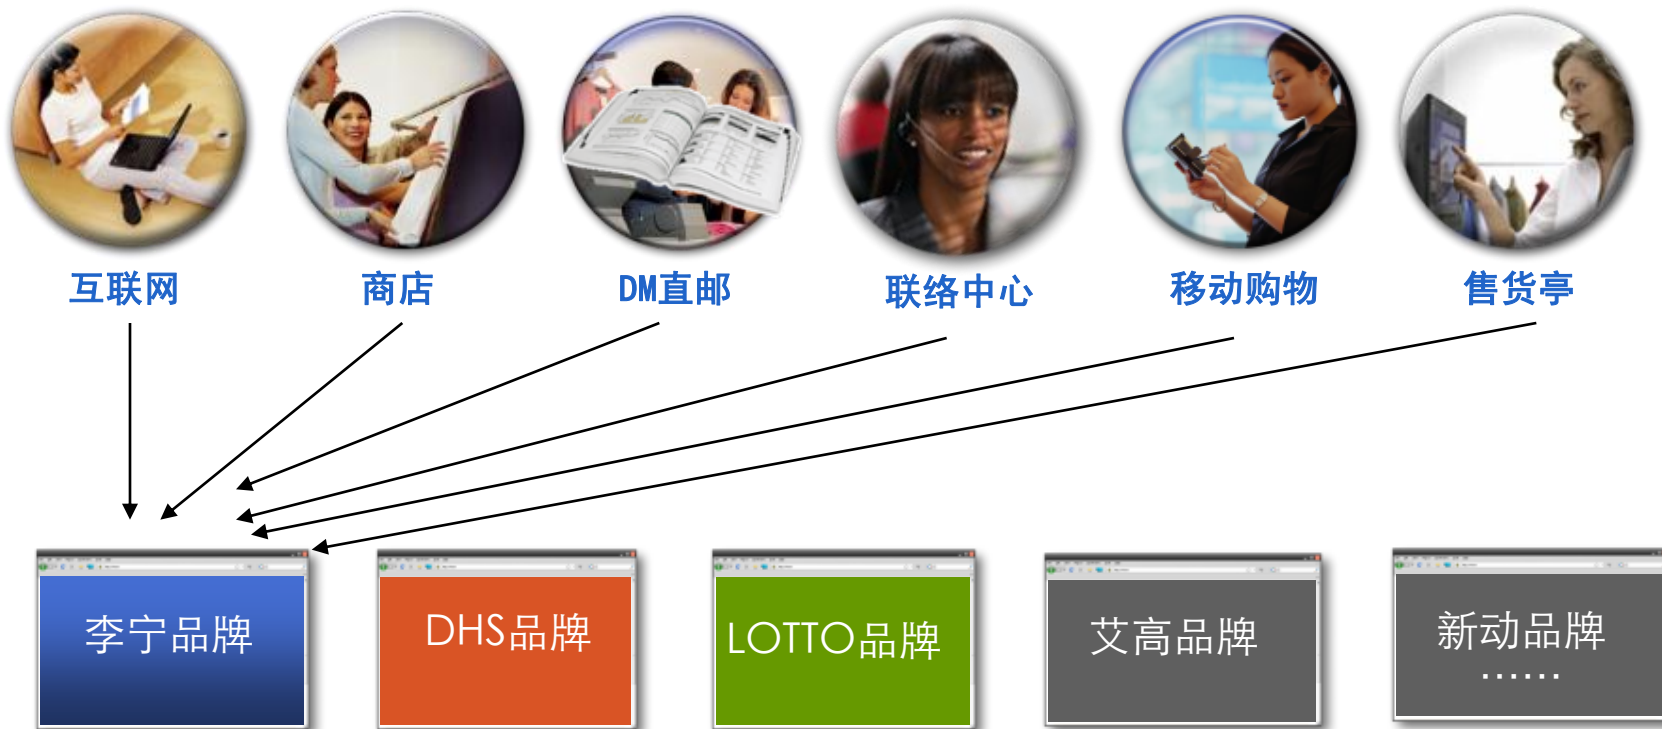 互联网
商店
DM直邮
联络中心
移动购物
售货亭
李宁品牌
DHS品牌
LOTTO品牌
艾高品牌
新动品牌
······